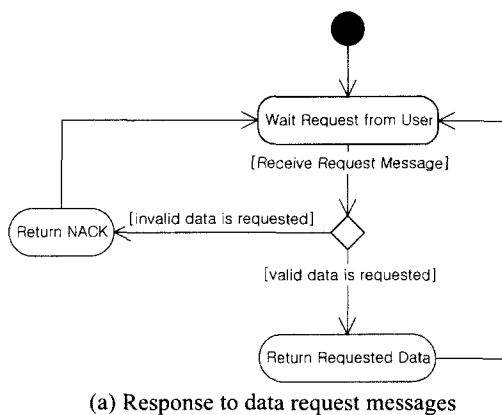 Wait Request from User
[Receive Request Message]
[invalid data is requested]
Return NACK
[valid data is requested]
Return Requested Data
(a) Response to data request messages